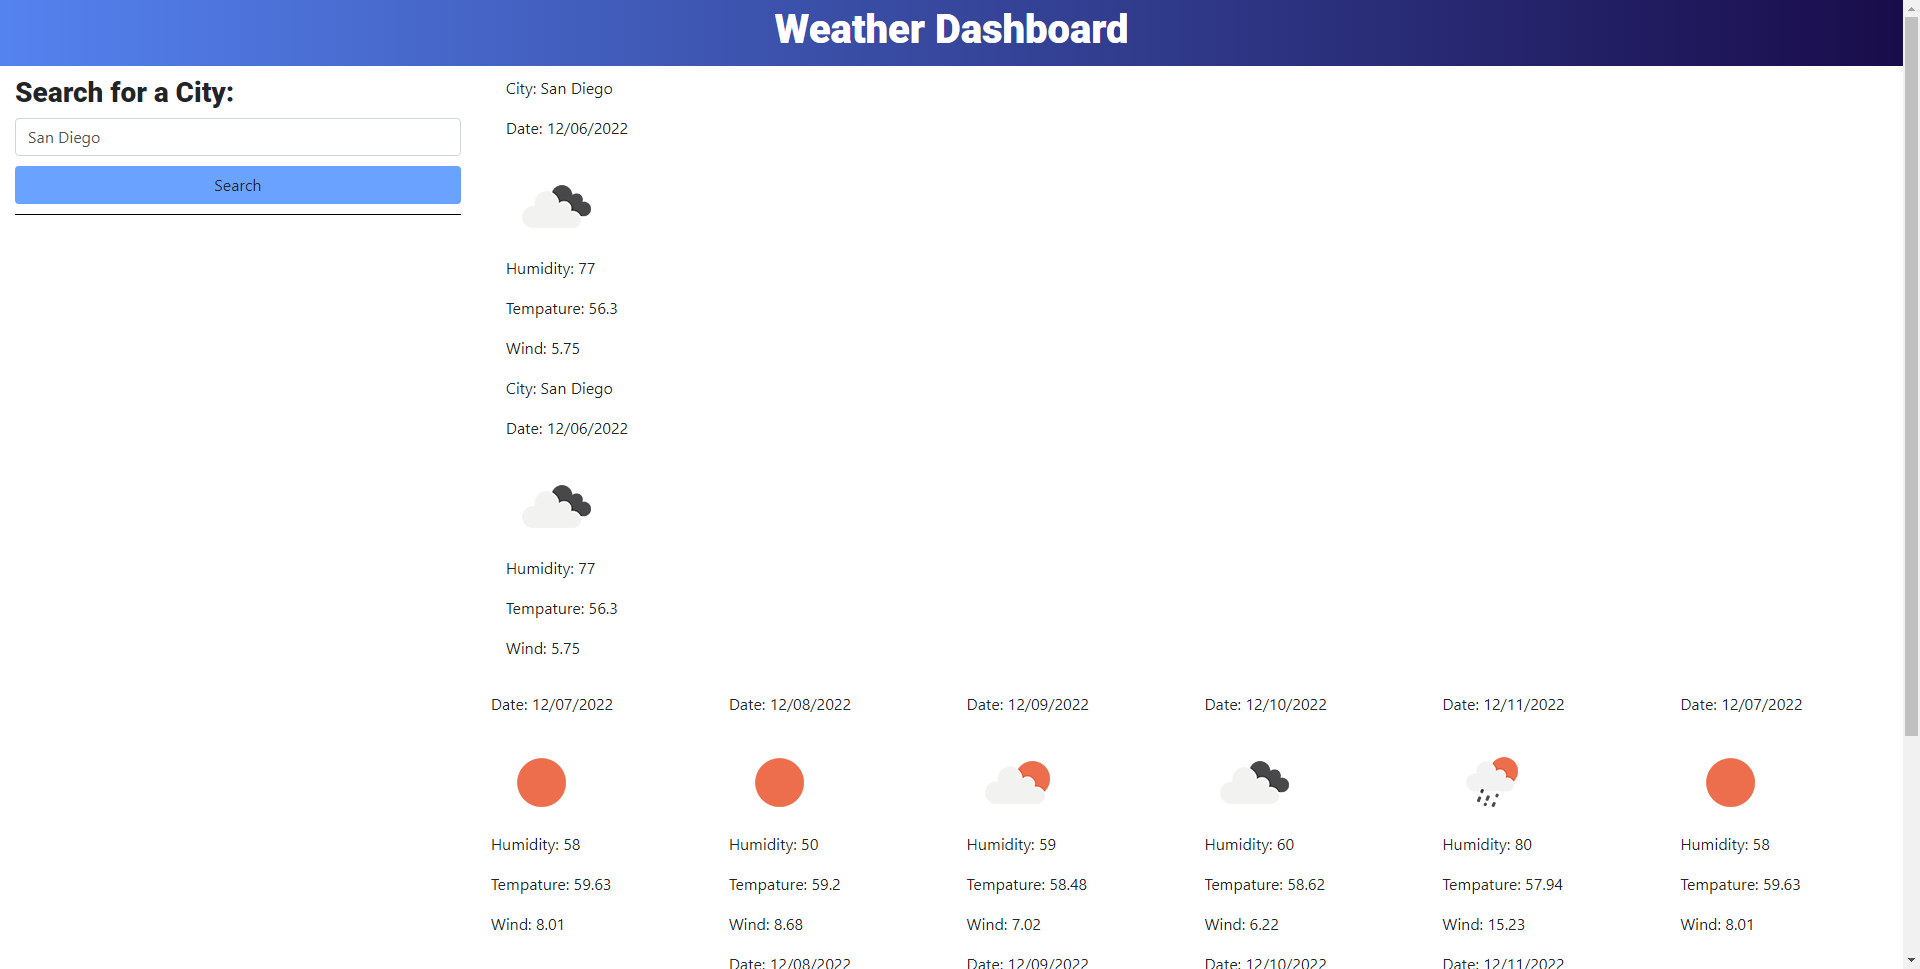 Weather Dashboard
Search for a City:
San Diego
Search
City: San Diego
Date: 12/06/2022
Humidity: 77
Tempature: 56.3
Wind: 5.75
City: San Diego
Date: 12/06/2022
Humidity: 77
Tempature: 56.3
Wind: 5.75
Date: 12/07/2022 Date: 12/08/2022 Date: 12/09/2022 Date: 12/10/2022 Date: 12/11/2022 Date: 12/07/2022
Humidity: 58 Humidity: 50 Humidity: 59 Humidity: 60 Humidity: 80 Humidity: 58
Tempature: 59.63 Tempature: 59.2 Tempature: 58.48 Tempature: 58.62 Tempature: 57.94 Tempature: 59.63
Wind: 8.01 Wind: 8.68 Wind: 7.02 Wind: 6.22 Wind: 15.23 Wind: 8.01
Date: 12/08/2022 Date: 12/09/2022 Date: 12/10/2022 Date: 12/11/2022